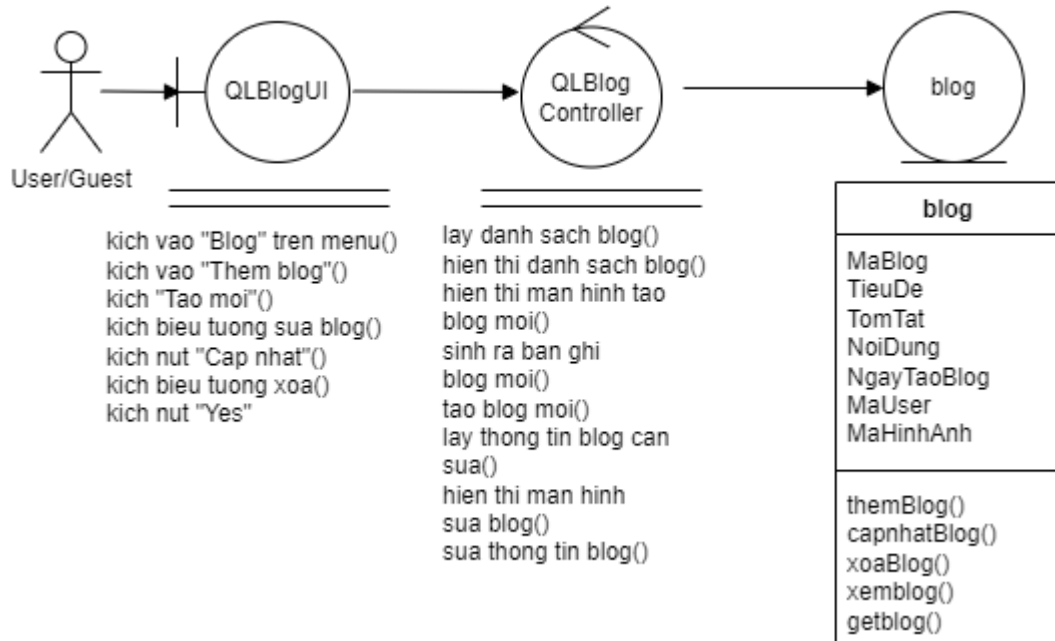 QLBlogUI
QLBlog
Controller
blog
User/Guest
kich vao "Blog" tren menu()
kich vao "Them blog"()
kich "Tao moi"()
kich bieu tuong sua blog()
kich nut "Cap nhat"()
kich bieu tuong xoa()
kich nut "Yes"
lay danh sach blog()
hien thi danh sach blog()
hien thi man hinh tao
blog moi()
sinh ra ban ghi
blog moi()
tao blog moi()
lay thong tin blog can
sua()
hien thi man hinh
sua blog()
sua thong tin blog()
blog
MaBlog
TieuDe
TomTat
NoiDung
NgayTaoBlog
MaUser
MaHinhAnh
themBlog()
capnhatBlog()
xoaBlog()
xemblog()
getblog()